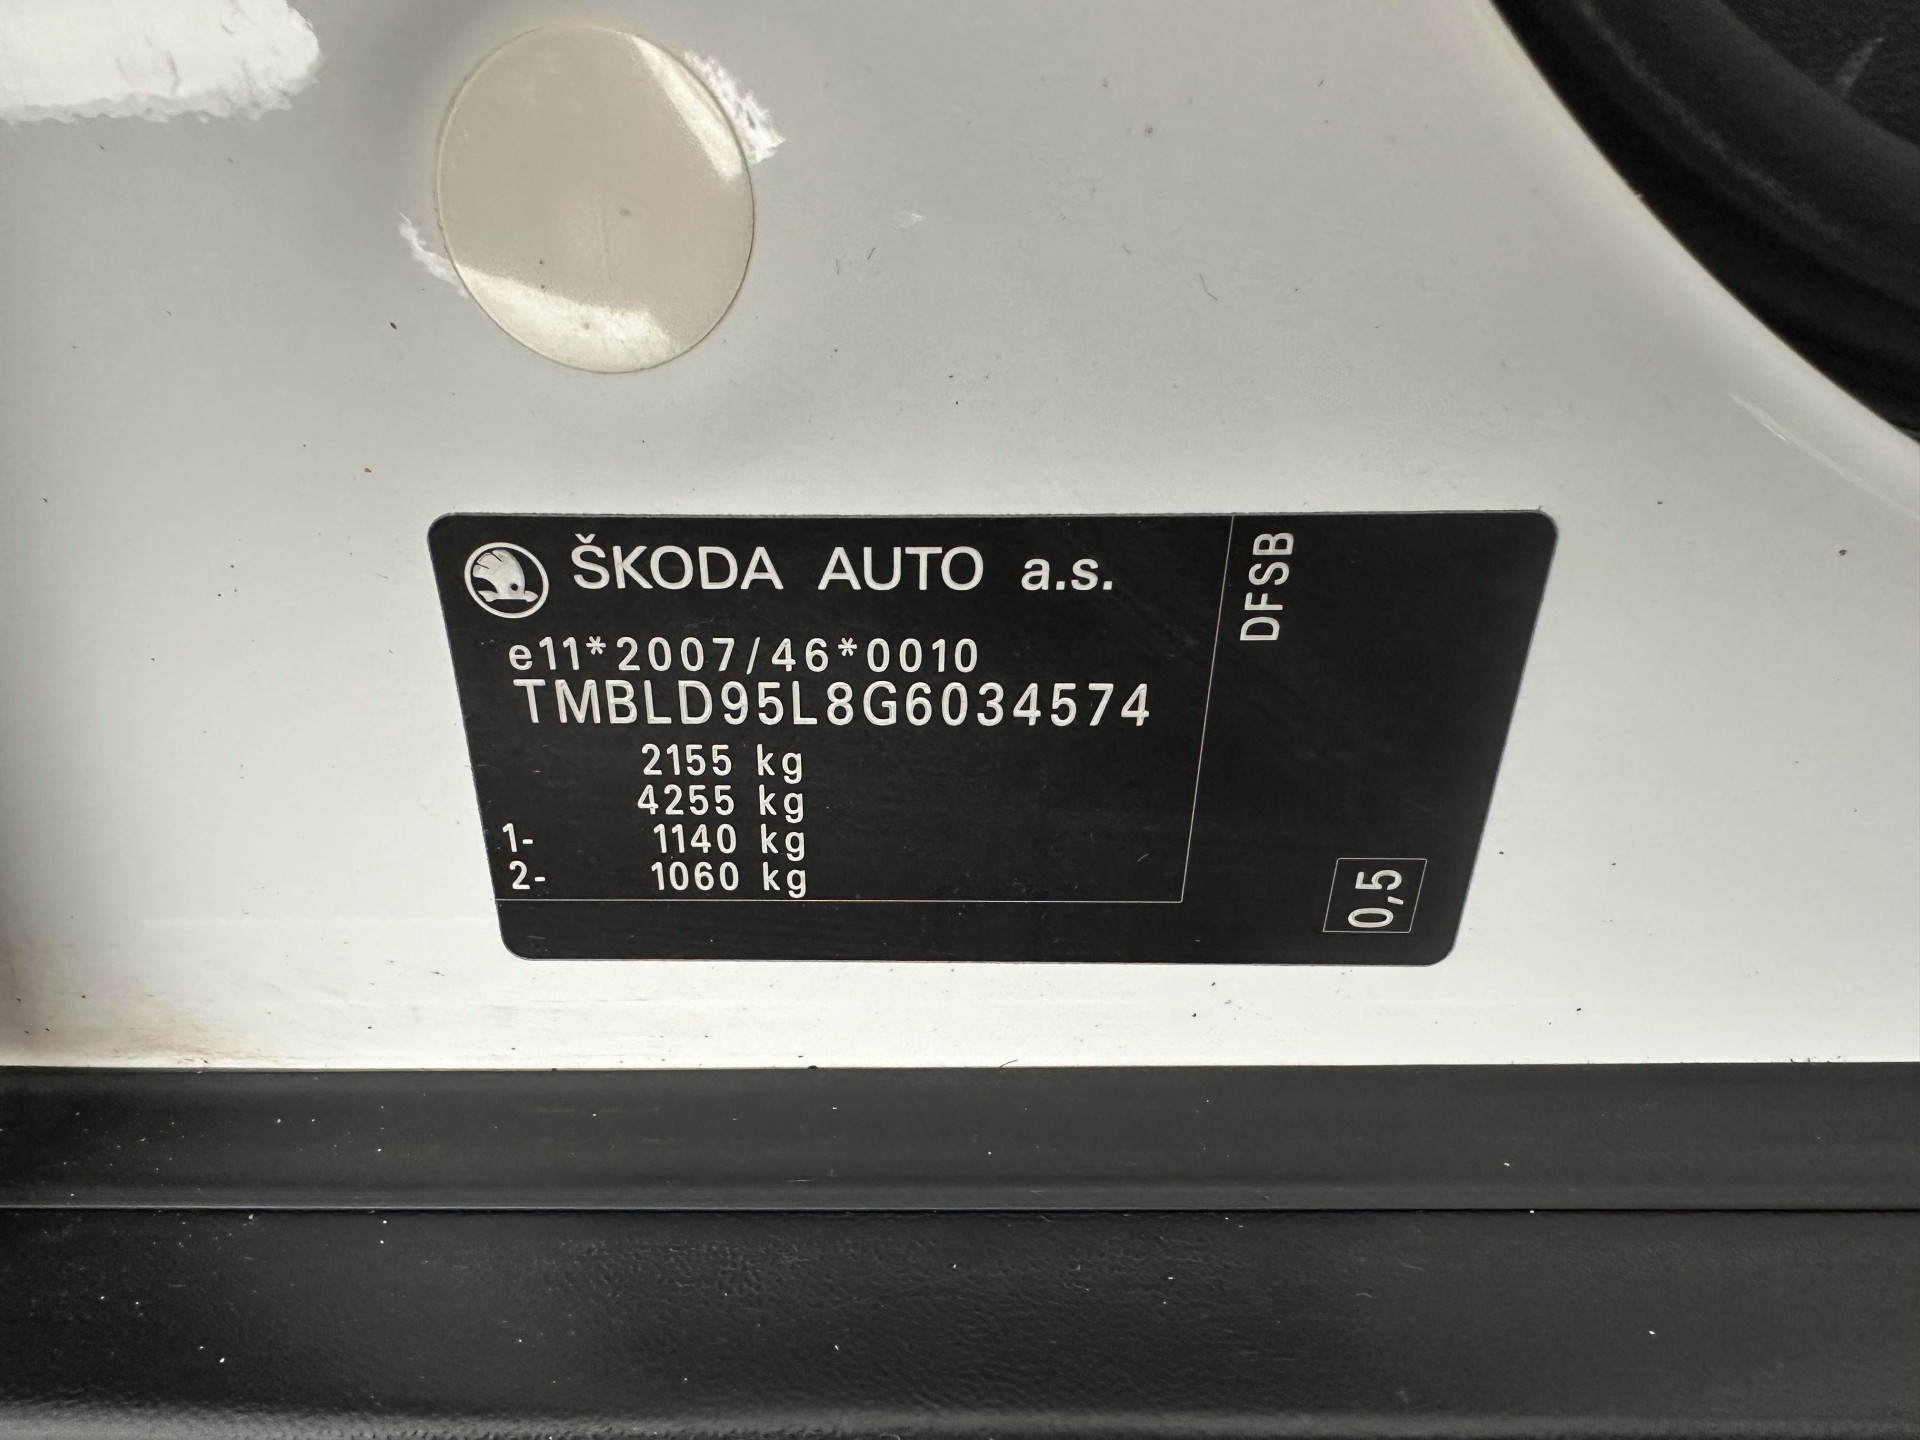 ŠKODA AUTO a.s.
e11*2007/46*0010
TMBLD95L8G6034574
2155 kg
4255 kg
1- 1140 kg
2- 1060 kg
DFSB
0,5